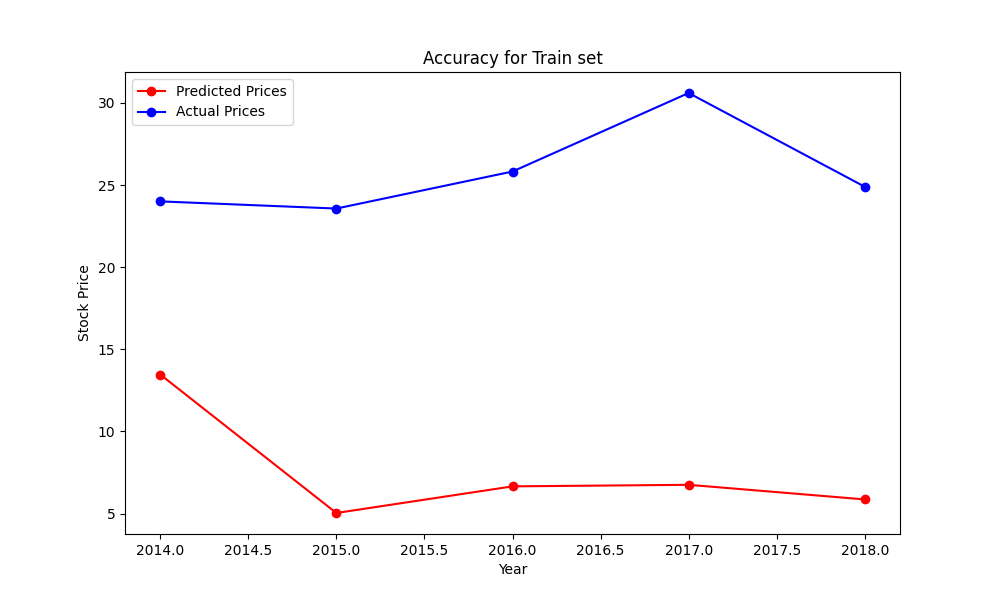 Accuracy for Train set
Predicted Prices
Actual Prices
30
25
20
15
10
5
Stock Price
2014.0 2014.5 2015.0 2015.5 2016.0 2016.5 2017.0 2017.5 2018.0
Year